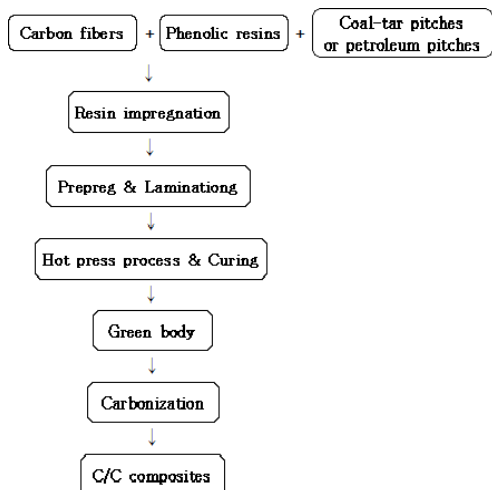 Carbon fibers + Phenolic resins + Coal-tar pitches
or petroleum pitches
↓
Resin impregnation
↓
Prepreg & Laminationg
↓
Hot press process & Curing
↓
Green body
↓
Carbonization
↓
C/C composites